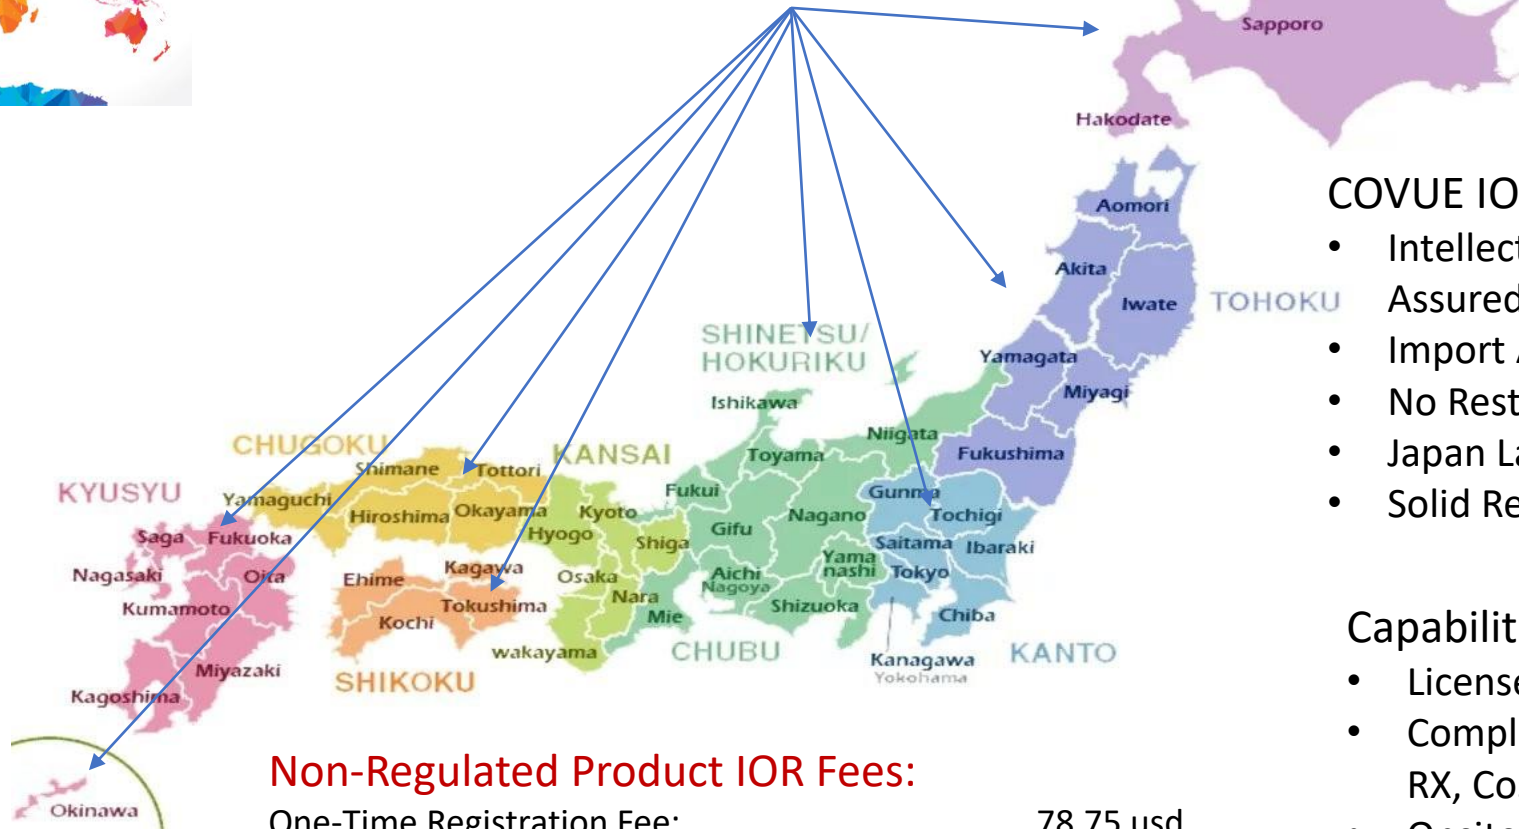 Sapporo
Hakodate
Aomori
Akita
Iwate
TOHOKU
Yamagata
Miyagi
Fukushima
SHINETSU/
HOKURIKU
Ishikawa
Niigata
Toyama
Fukui
Gifu
Nagano
Yama
nashi
Aichi
Nagoya
Shizuoka
Mie
CHUBU
Gunma
Tochigi
Saitama
Ibaraki
Tokyo
Chiba
Kanagawa
Yokohama
KANTO
KANSAI
Kyoto
Hyogo
Shiga
Osaka
Nara
wakayama
CHUGOKU
Shimane
Tottori
Yamaguchi
Hiroshima
Okayama
Ehime
Kagawa
Kochi
Tokushima
SHIKOKU
KYUSYU
Saga
Fukuoka
Nagasaki
Oita
Kumamoto
Miyazaki
Kagoshima
Okinawa
Non-Regulated Product IOR Fees:
One-Time Registration Fee: 78.75 usd
COVUE IO
• Intellect
Assured
• Import
• No Rest
• Japan La
• Solid Re
Capabilit
• License
• Compl
RX, Co
• Onsite